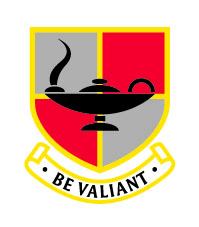 • BE VALIANT •